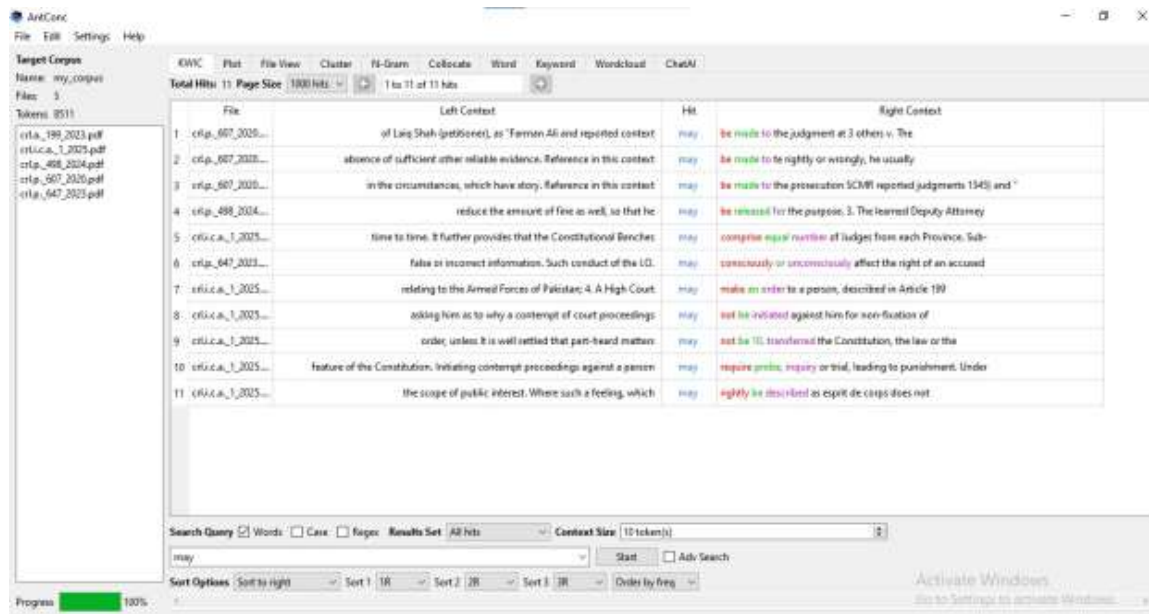 AntConc
File Edit Settings Help
Target Corpus
Name: my_corpus
Files: 5
Tokens: 8511
crl.a._199_2023.pdf
crl.i.c.a._1_2025.pdf
crl.p._488_2024.pdf
crl.p._607_2020.pdf
crl.p._647_2023.pdf
Progress 100%
KWIC Plot File View Cluster N-Gram Collocate Word Keyword Wordcloud ChatAI
Total Hits: 11 Page Size 1000 hits 1 to 11 of 11 hits
File Left Context Hit Right Context
1 crl.p._607_2020.... of Laiq Shah (petitioner), as "Farman Ali and reported context may be made to the judgment at 3 others v. The
2 crl.p._607_2020.... absence of sufficient other reliable evidence. Reference in this context may be made to te rightly or wrongly, he usually
3 crl.p._607_2020.... in the circumstances, which have story. Reference in this context may be made to the prosecution SCMR reported judgments 1345) and "
4 crl.p._488_2024.... reduce the amount of fine as well, so that he may be released for the purpose. 3. The learned Deputy Attorney
5 crl.i.c.a._1_2025.... time to time. It further provides that the Constitutional Benches may comprise equal number of Judges from each Province. Sub-
6 crl.p._647_2023.... false or incorrect information. Such conduct of the I.O. may consciously or unconsciously affect the right of an accused
7 crl.i.c.a._1_2025.... relating to the Armed Forces of Pakistan; 4. A High Court may make an order to a person, described in Article 199
8 crl.i.c.a._1_2025.... asking him as to why a contempt of court proceedings may not be initiated against him for non-fixation of
9 crl.i.c.a._1_2025.... order, unless It is well settled that part-heard matters may not be 10. transferred the Constitution, the law or the
10 crl.i.c.a._1_2025.... feature of the Constitution. Initiating contempt proceedings against a person may require probe, inquiry or trial, leading to punishment. Under
11 crl.i.c.a._1_2025.... the scope of public interest. Where such a feeling, which may rightly be described as esprit de corps does not
Search Query Words Case Regex Results Set All hits Context Size 10 token(s)
may Start Adv Search
Sort Options Sort to right Sort 1 1R Sort 2 2R Sort 3 3R Order by freq
Activate Windows
Go to Settings to activate Windows.